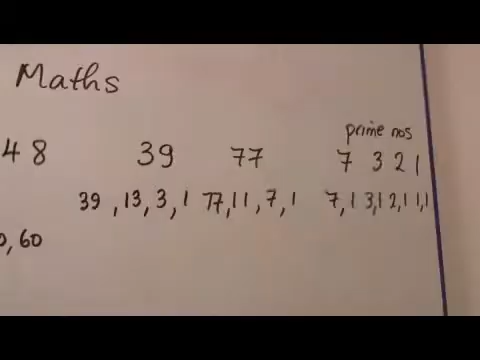 Maths
prime nos
48 39 77 7 3 2 1
39, 13, 3, 1 77, 11, 7, 1 7, 1 3, 1 2, 1 1, 1
, 60